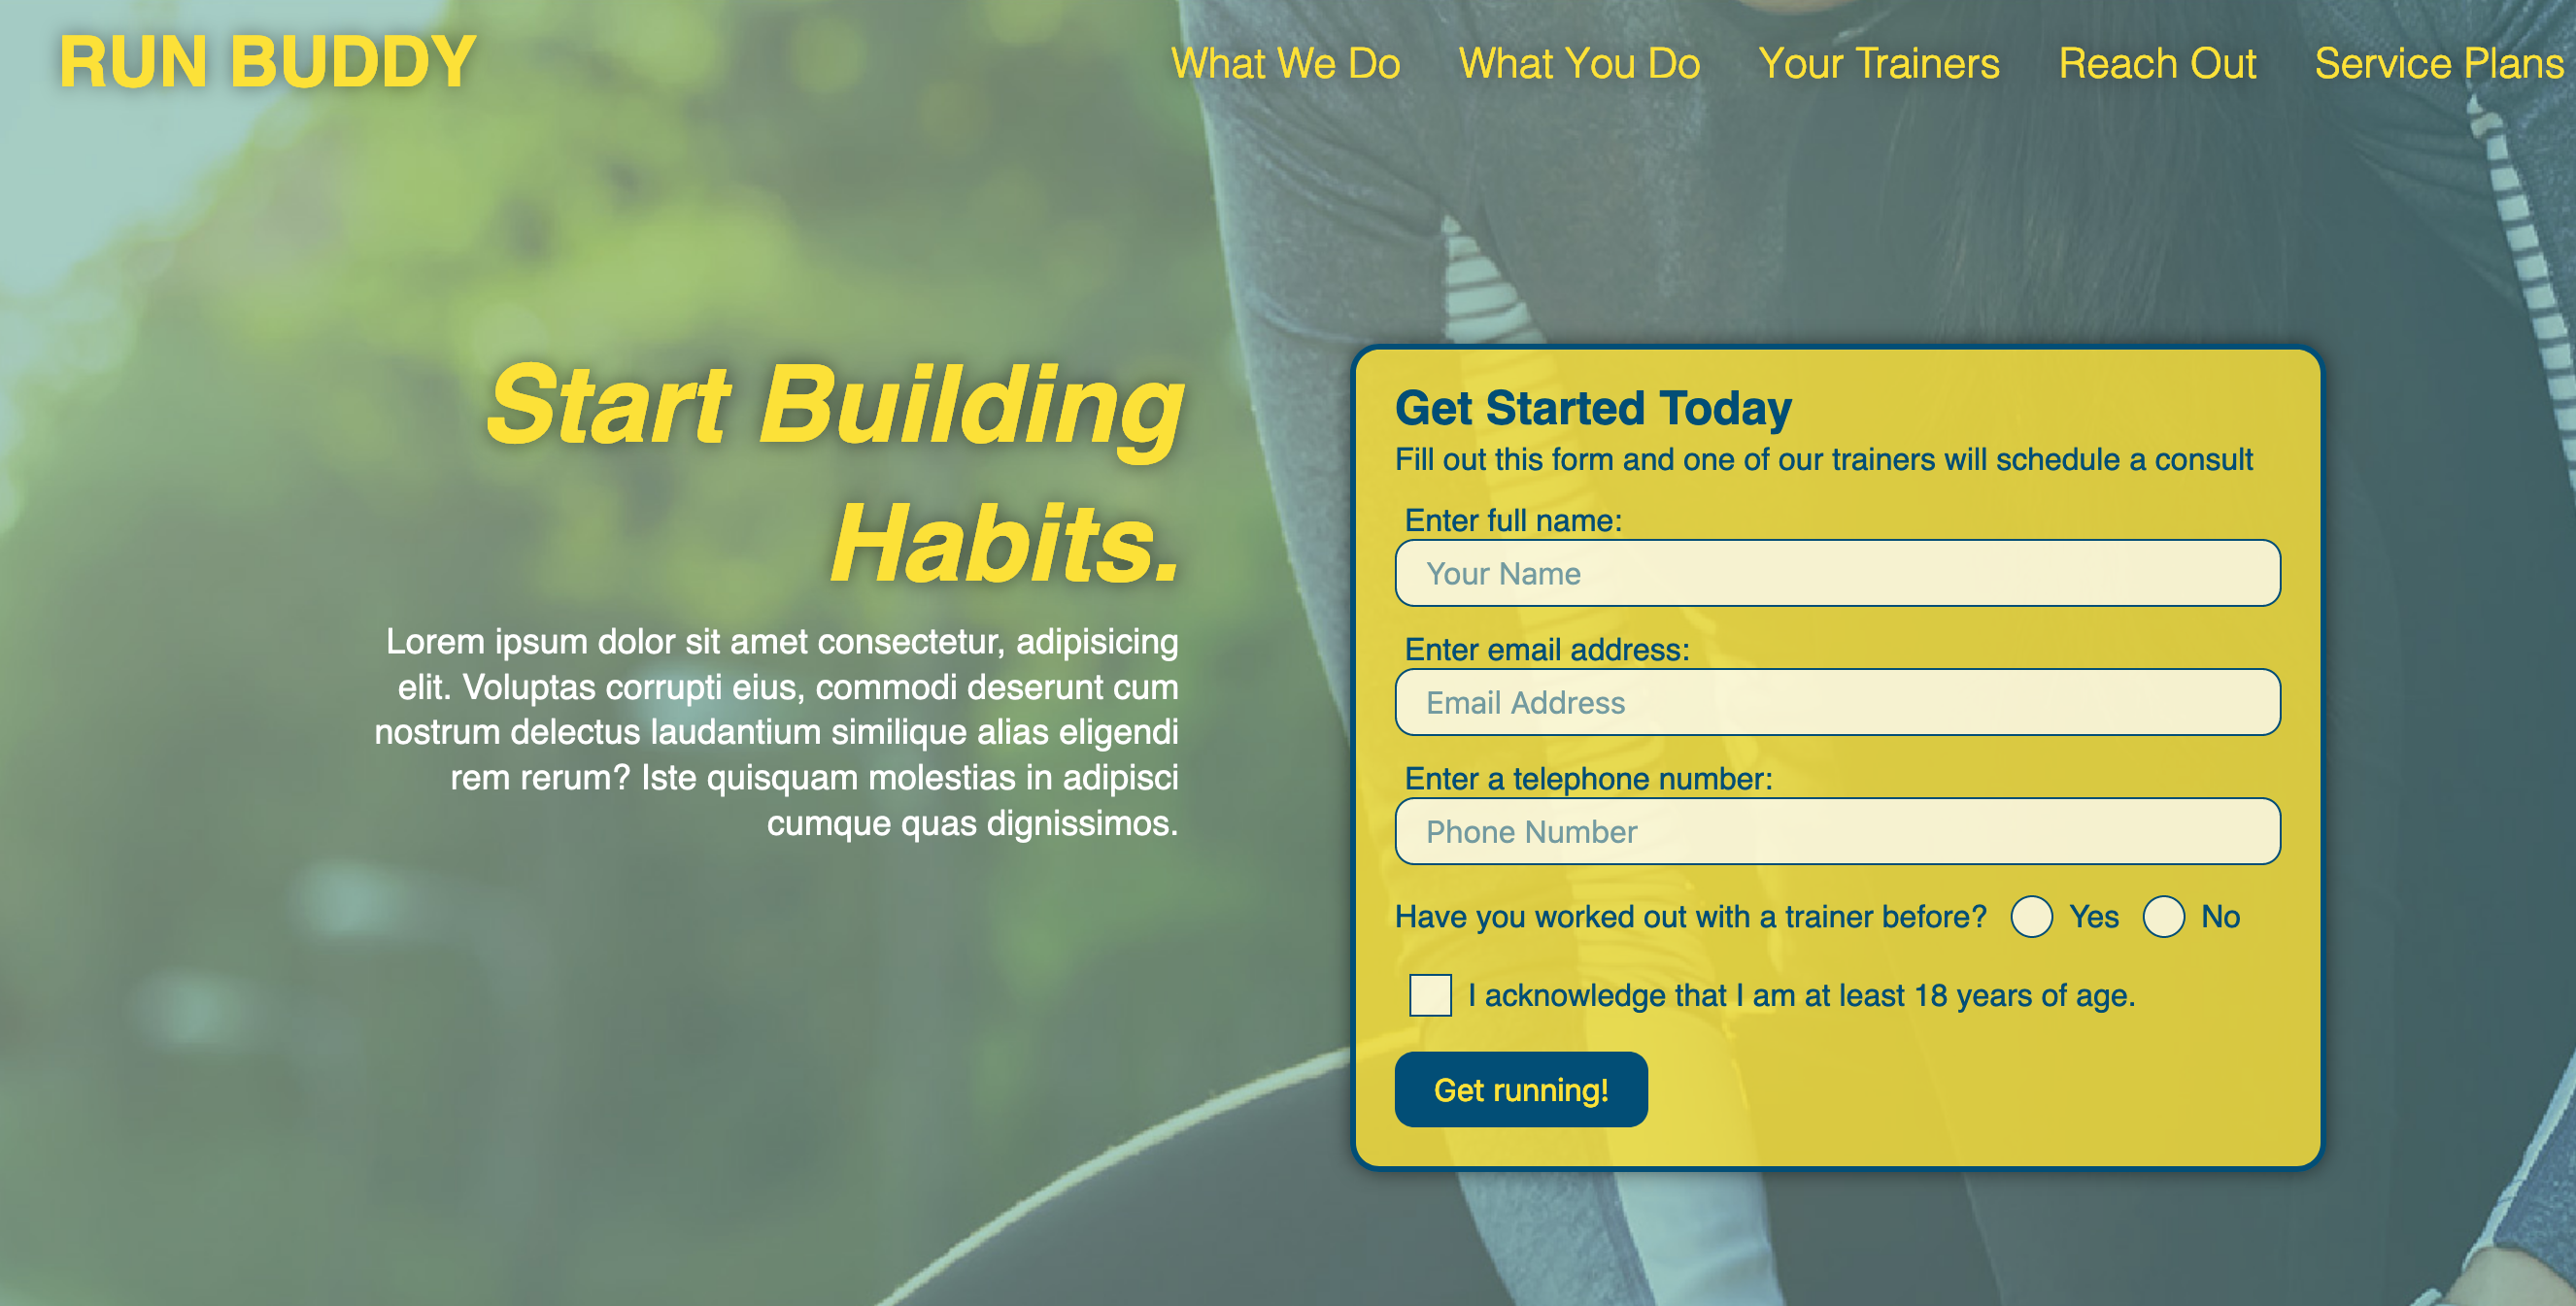 RUN BUDDY
What We Do
What You Do
Your Trainers
Reach Out
Service Plans
Start Building
Habits.
Lorem ipsum dolor sit amet consectetur, adipisicing
elit. Voluptas corrupti eius, commodi deserunt cum
nostrum delectus laudantium similique alias eligendi
rem rerum? Iste quisquam molestias in adipisci
cumque quas dignissimos.
Get Started Today
Fill out this form and one of our trainers will schedule a consult
Enter full name:
Your Name
Enter email address:
Email Address
Enter a telephone number:
Phone Number
Have you worked out with a trainer before? Yes No
I acknowledge that I am at least 18 years of age.
Get running!